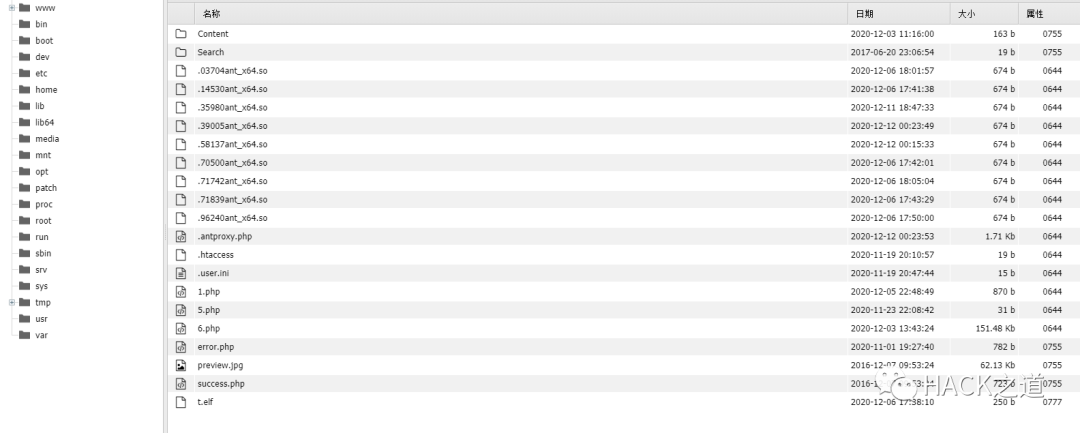 www
bin
boot
dev
etc
home
lib
lib64
media
mnt
opt
patch
proc
root
run
sbin
srv
sys
tmp
usr
var
名称 日期 大小 属性
Content 2020-12-03 11:16:00 163 b 0755
Search 2017-06-20 23:06:54 19 b 0755
.03704ant_x64.so 2020-12-06 18:01:57 674 b 0644
.14530ant_x64.so 2020-12-06 17:41:38 674 b 0644
.35980ant_x64.so 2020-12-11 18:47:33 674 b 0644
.39005ant_x64.so 2020-12-12 00:23:49 674 b 0644
.58137ant_x64.so 2020-12-12 00:15:33 674 b 0644
.70500ant_x64.so 2020-12-06 17:42:01 674 b 0644
.71742ant_x64.so 2020-12-06 18:05:04 674 b 0644
.71839ant_x64.so 2020-12-06 17:43:29 674 b 0644
.96240ant_x64.so 2020-12-06 17:50:00 674 b 0644
.antproxy.php 2020-12-12 00:23:53 1.71 Kb 0644
.htaccess 2020-11-19 20:10:57 19 b 0644
.user.ini 2020-11-19 20:47:44 15 b 0644
1.php 2020-12-05 22:48:49 870 b 0644
5.php 2020-11-23 22:08:42 31 b 0644
6.php 2020-12-03 13:43:24 151.48 Kb 0644
error.php 2020-11-01 19:27:40 782 b 0755
preview.jpg 2016-12-07 09:53:24 62.13 Kb 0755
success.php 723 b 0755
t.elf 2020-12-06 17:38:10 250 b 0777
HACK之道